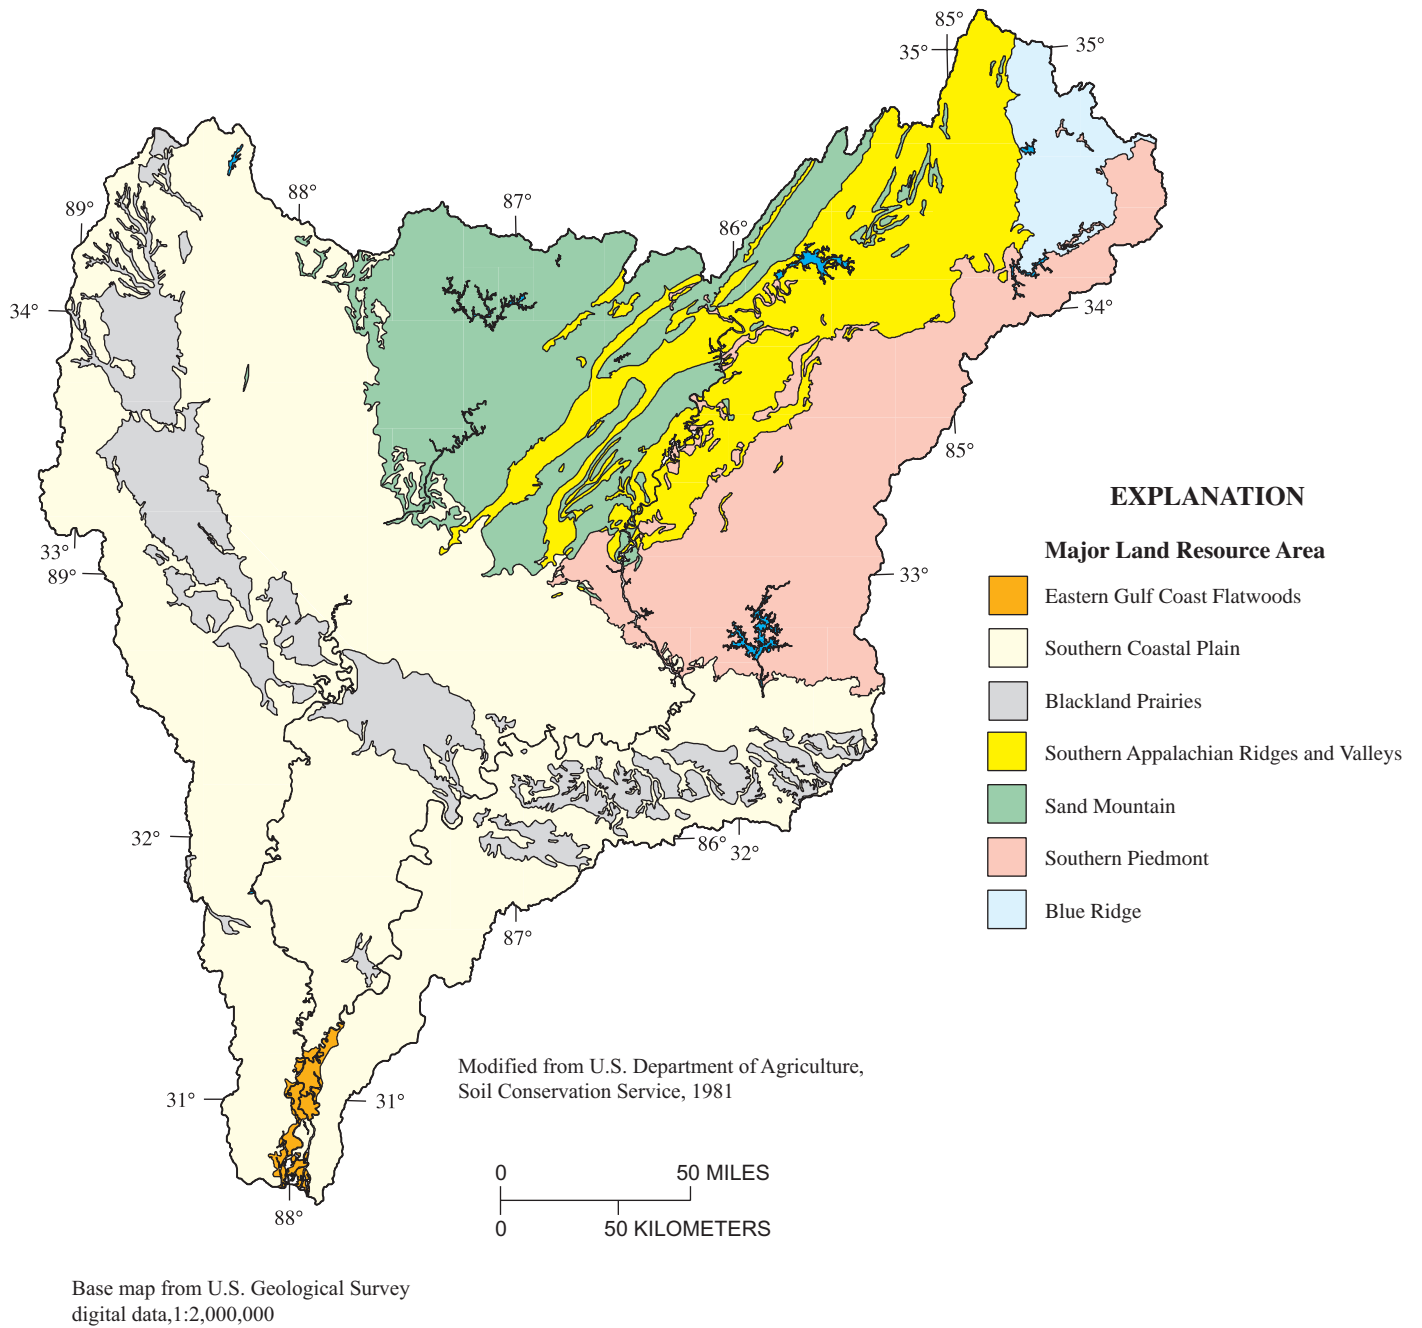 85°
35°
35°
88°
87°
89°
86°
34°
34°
85°
33°
89°
33°
32°
86°
32°
87°
31°
31°
88°
EXPLANATION
Major Land Resource Area
Eastern Gulf Coast Flatwoods
Southern Coastal Plain
Blackland Prairies
Southern Appalachian Ridges and Valleys
Sand Mountain
Southern Piedmont
Blue Ridge
Modified from U.S. Department of Agriculture,
Soil Conservation Service, 1981
0 50 MILES
0 50 KILOMETERS
Base map from U.S. Geological Survey
digital data,1:2,000,000